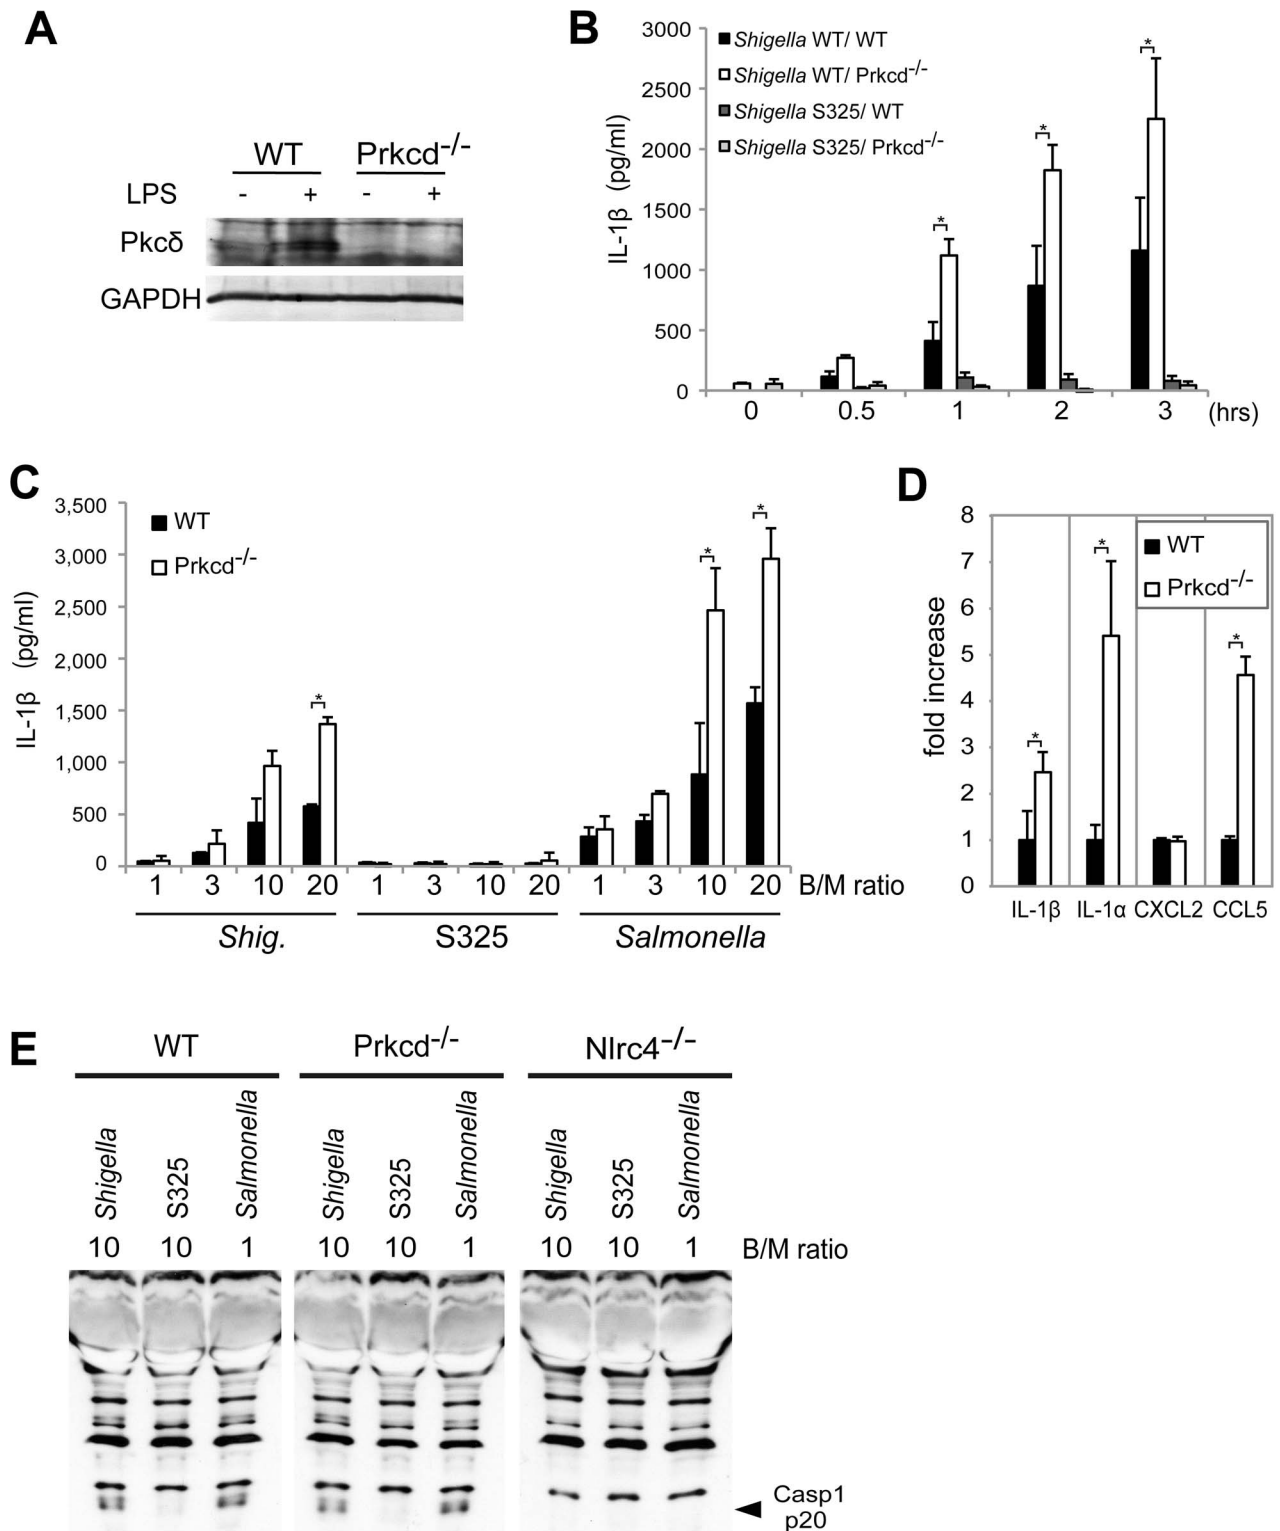 A
WT Prkcd-/-
LPS - + - +
Pkcδ
GAPDH
B
IL-1β (pg/ml)
3000
2500
2000
1500
1000
500
0
Shigella WT/ WT
Shigella WT/ Prkcd-/-
Shigella S325/ WT
Shigella S325/ Prkcd-/-
* * *
0 0.5 1 2 3 (hrs)
C
IL-1β (pg/ml)
3,500
3,000
2,500
2,000
1,500
1,000
500
0
WT
Prkcd-/-
* * *
1 3 10 20 1 3 10 20 1 3 10 20 B/M ratio
Shig. S325 Salmonella
D
fold increase
8
7
6
5
4
3
2
1
0
WT
Prkcd-/-
* * *
IL-1β IL-1α CXCL2 CCL5
E
WT Prkcd-/- Nlrc4-/-
Shigella S325 Salmonella Shigella S325 Salmonella Shigella S325 Salmonella
10 10 1 10 10 1 10 10 1 B/M ratio
Casp1
p20